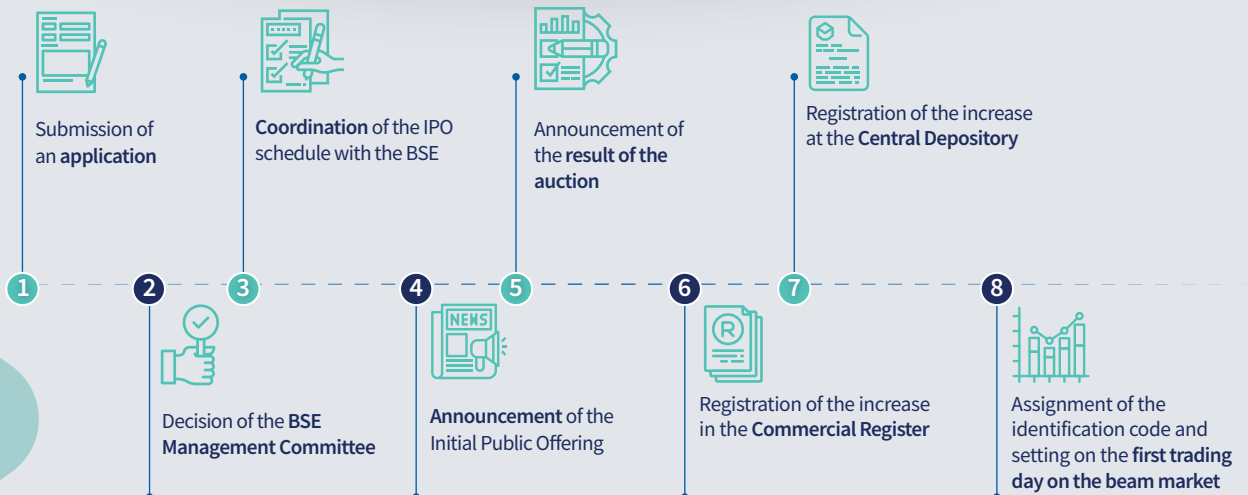 1
Submission of
an application
2
Decision of the BSE
Management Committee
3
Coordination of the IPO
schedule with the BSE
4
NEWS
Announcement of the
Initial Public Offering
5
Announcement of
the result of the
auction
6
R
Registration of the increase
in the Commercial Register
7
Registration of the increase
at the Central Depository
8
Assignment of the
identification code and
setting on the first trading
day on the beam market